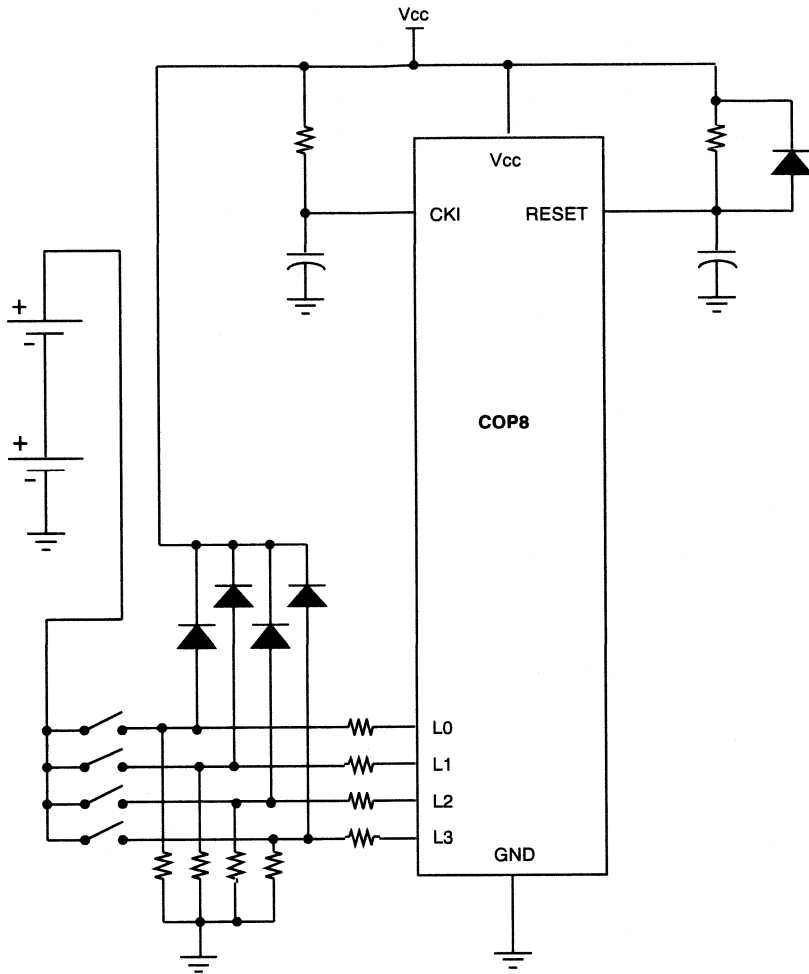 Vcc
Vcc
CKI RESET
+
-
COP8
+
-
L0
L1
L2
L3
GND